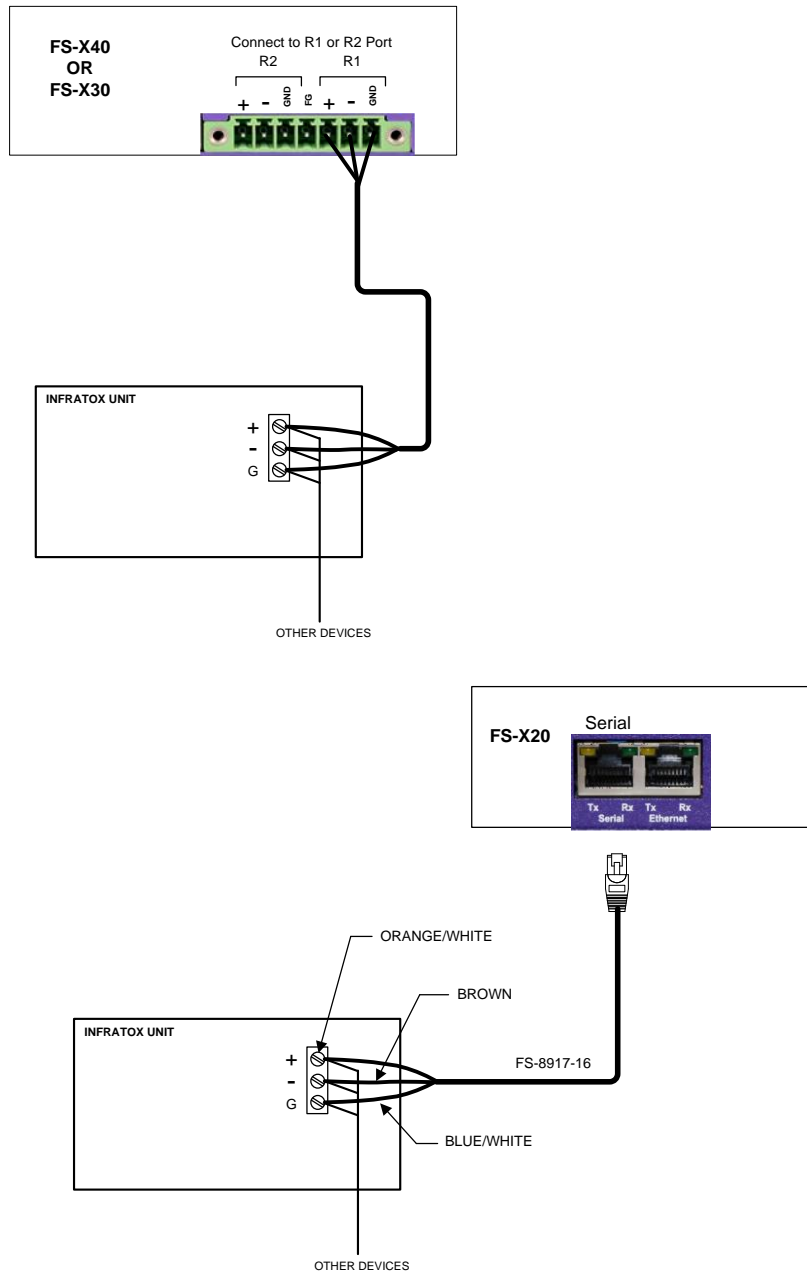 FS-X40
OR
FS-X30
Connect to R1 or R2 Port
R2 R1
+ - GND FG + - GND
INFRATOX UNIT
+
-
G
OTHER DEVICES
FS-X20
Serial
Tx Rx Tx Rx
Serial Ethernet
ORANGE/WHITE
BROWN
INFRATOX UNIT
+
-
G
FS-8917-16
BLUE/WHITE
OTHER DEVICES